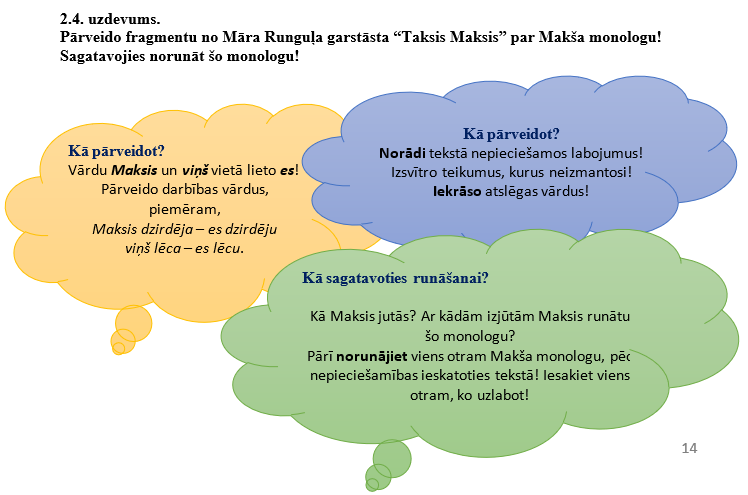 2.4. uzdevums.
Pārveido fragmentu no Māra Runguļa garstāsta “Taksis Maksis” par Makša monologu!
Sagatavojies norunāt šo monologu!
Kā pārveidot?
Vārdu Maksis un viņš vietā lieto es!
Pārveido darbības vārdus,
piemēram,
Maksis dzirdēja – es dzirdēju
viņš lēca – es lēcu.
Kā pārveidot?
Norādi tekstā nepieciešamos labojumus!
Izsvītro teikumus, kurus neizmantosi!
Iekrāso atslēgas vārdus!
Kā sagatavoties runāšanai?
Kā Maksis jutās? Ar kādām izjūtām Maksis runātu
šo monologu?
Pārī norunājiet viens otram Makša monologu, pēc
nepieciešamības ieskatoties tekstā! Iesakiet viens
otram, ko uzlabot!
14